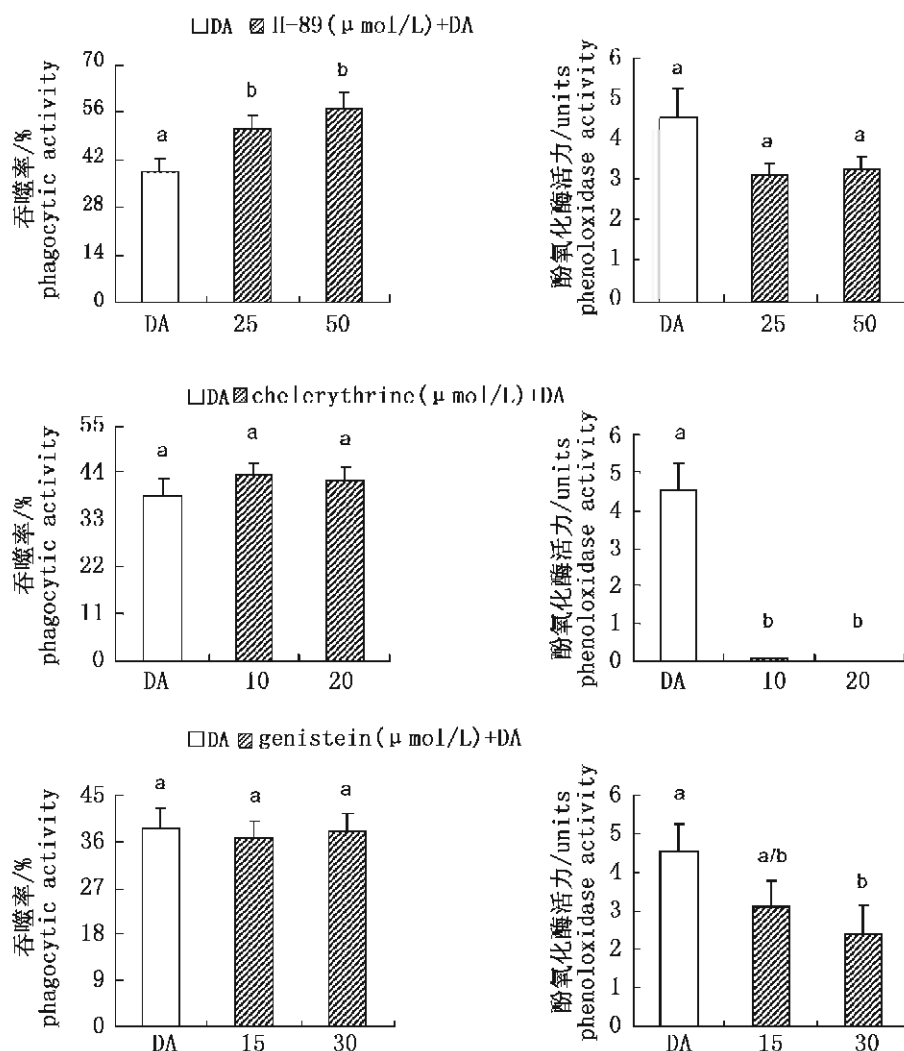 DA H-89(μmol/L)+DA
吞噬率/%
phagocytic activity
70
56
42
28
14
0
a
b
b
DA 25 50
酚氧化酶活力/units
phenoloxidase activity
6
5
4
3
2
1
0
a
a
a
DA 25 50
DA chelerythrine(μmol/L)+DA
吞噬率/%
phagocytic activity
55
44
33
22
11
0
a
a
a
DA 10 20
酚氧化酶活力/units
phenoloxidase activity
6
5
4
3
2
1
0
a
b
b
DA 10 20
DA genistein(μmol/L)+DA
吞噬率/%
phagocytic activity
45
36
27
18
9
0
a
a
a
DA 15 30
酚氧化酶活力/units
phenoloxidase activity
6
5
4
3
2
1
0
a
a/b
b
DA 15 30